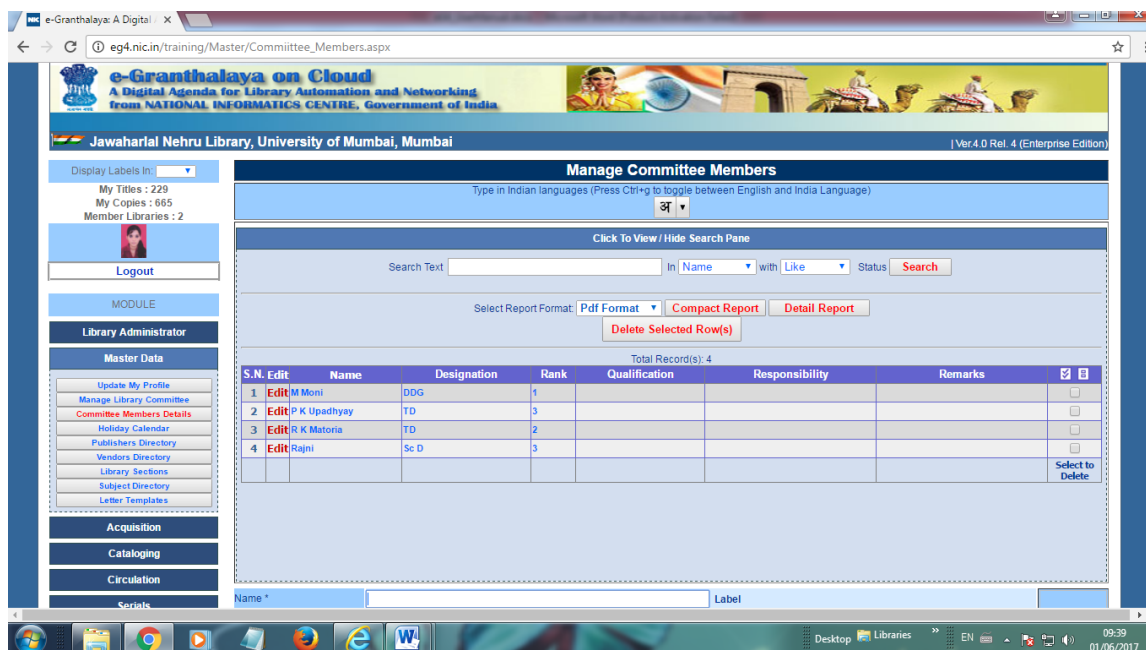 e-Granthalaya: A Digital
eg4.nic.in/training/Master/Commiittee_Members.aspx
e-Granthalaya on Cloud
A Digital Agenda for Library Automation and Networking
from NATIONAL INFORMATICS CENTRE, Government of India
Jawaharlal Nehru Library, University of Mumbai, Mumbai
| Ver.4.0 Rel. 4 (Enterprise Edition)
Display Labels In:
My Titles : 229
My Copies : 665
Member Libraries : 2
Logout
MODULE
Library Administrator
Master Data
Update My Profile
Manage Library Committee
Committee Members Details
Holiday Calendar
Publishers Directory
Vendors Directory
Library Sections
Subject Directory
Letter Templates
Acquisition
Cataloging
Circulation
Serials
Manage Committee Members
Type in Indian languages (Press Ctrl+g to toggle between English and India Language)
अ
Click To View / Hide Search Pane
Search Text In Name with Like Status Search
Select Report Format: Pdf Format Compact Report Detail Report
Delete Selected Row(s)
Total Record(s): 4
S.N. Edit Name Designation Rank Qualification Responsibility Remarks
1 Edit M Moni DDG 1
2 Edit P K Upadhyay TD 3
3 Edit R K Matoria TD 2
4 Edit Rajni Sc D 3
Select to
Delete
Name * Label
Desktop Libraries » EN 09:39
01/06/2017